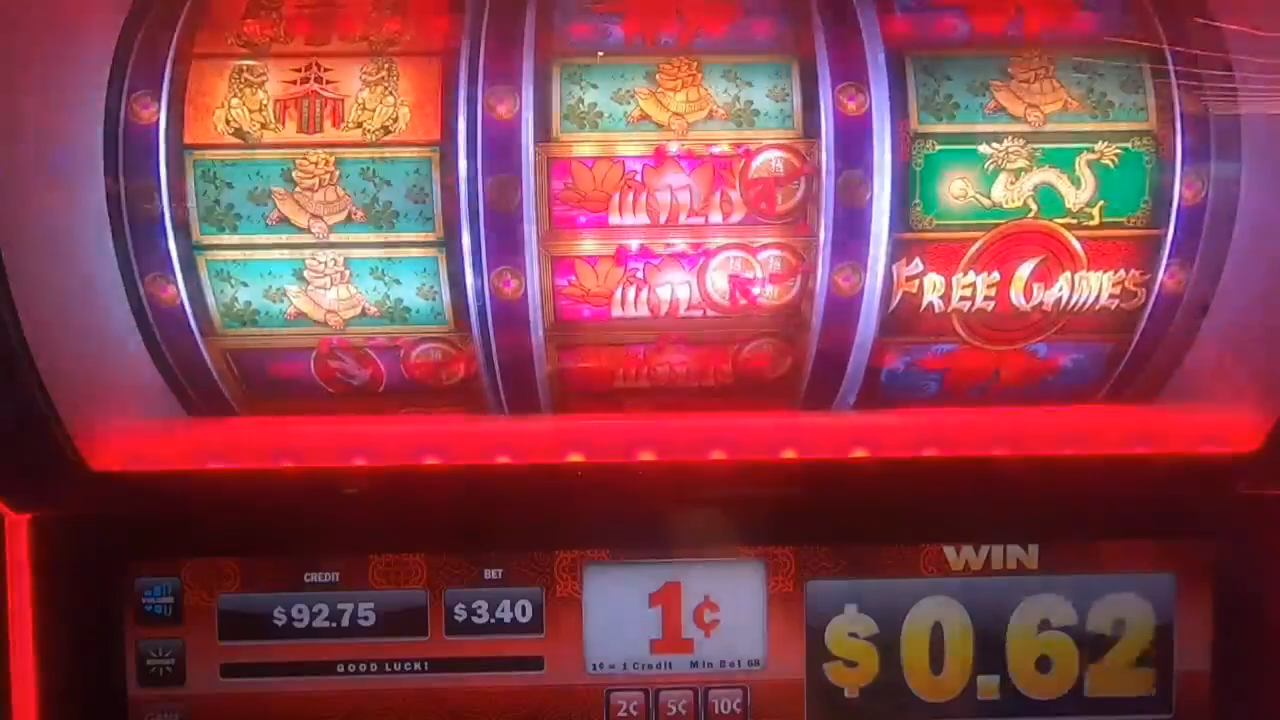 WILD
WILD
FREE GAMES
WIN
CREDIT
BET
$92.75
$3.40
1¢
$0.62
GOOD LUCK!
1¢ = 1 Credit Min Bet 68
2¢
5¢
10¢